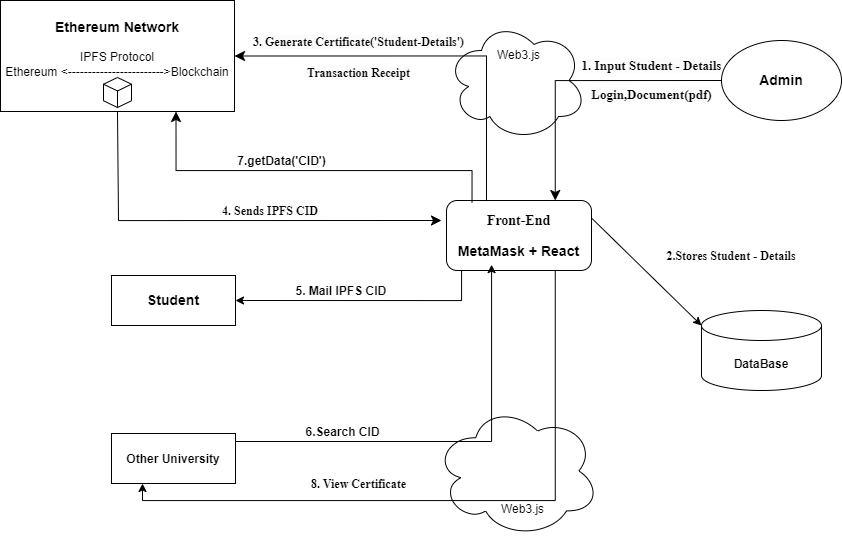 Ethereum Network
IPFS Protocol
Ethereum <------------------------->Blockchain
3. Generate Certificate('Student-Details')
Transaction Receipt
Web3.js
1. Input Student - Details
Login,Document(pdf)
Admin
7.getData('CID')
4. Sends IPFS CID
Front-End
MetaMask + React
2.Stores Student - Details
Student
5. Mail IPFS CID
DataBase
6.Search CID
Other University
8. View Certificate
Web3.js